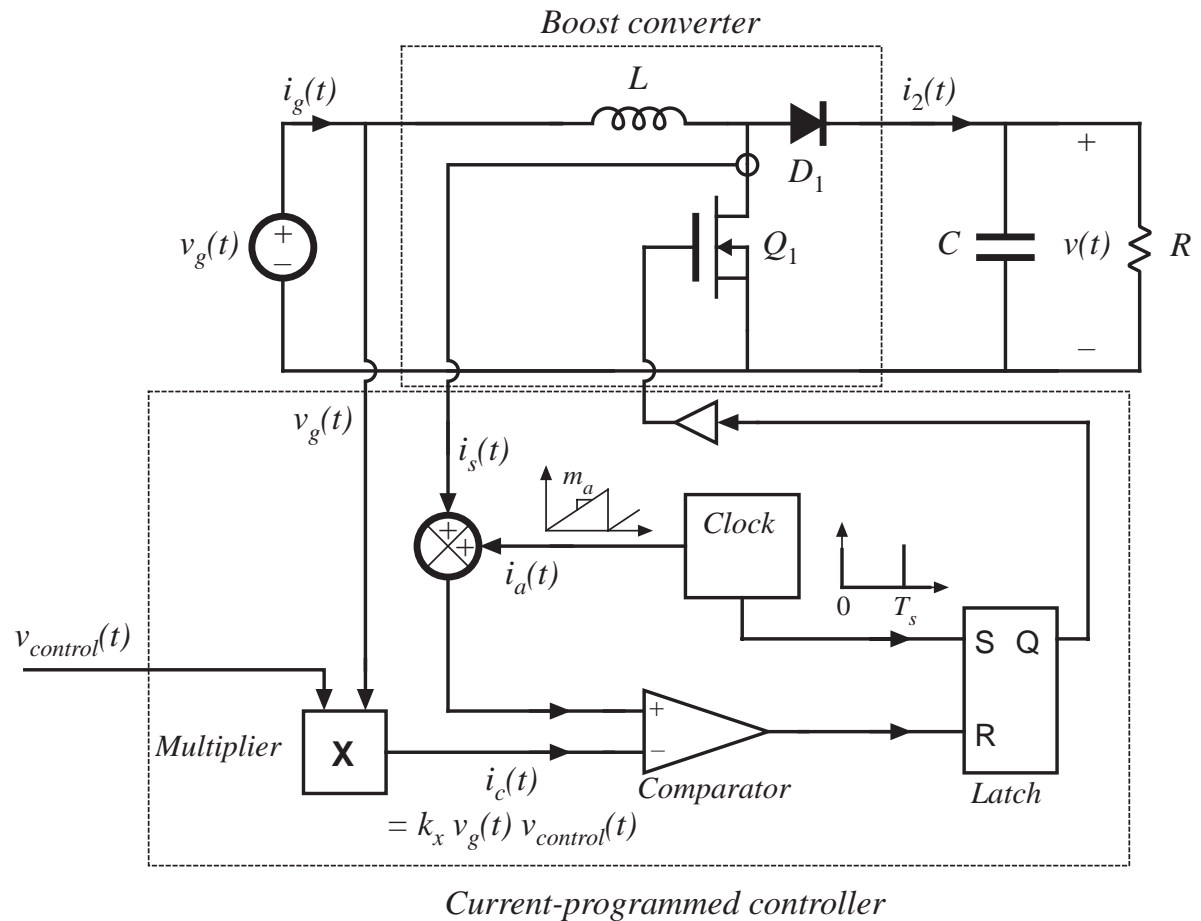 Boost converter
L
i_g(t)
i_2(t)
D_1
+
v_g(t)
+
−
Q_1
C
v(t)
R
−
v_g(t)
i_s(t)
m_a
Clock
+
+
i_a(t)
0
T_s
v_control(t)
S Q
R
Multiplier
X
+
−
i_c(t)
= k_x v_g(t) v_control(t)
Comparator
Latch
Current-programmed controller